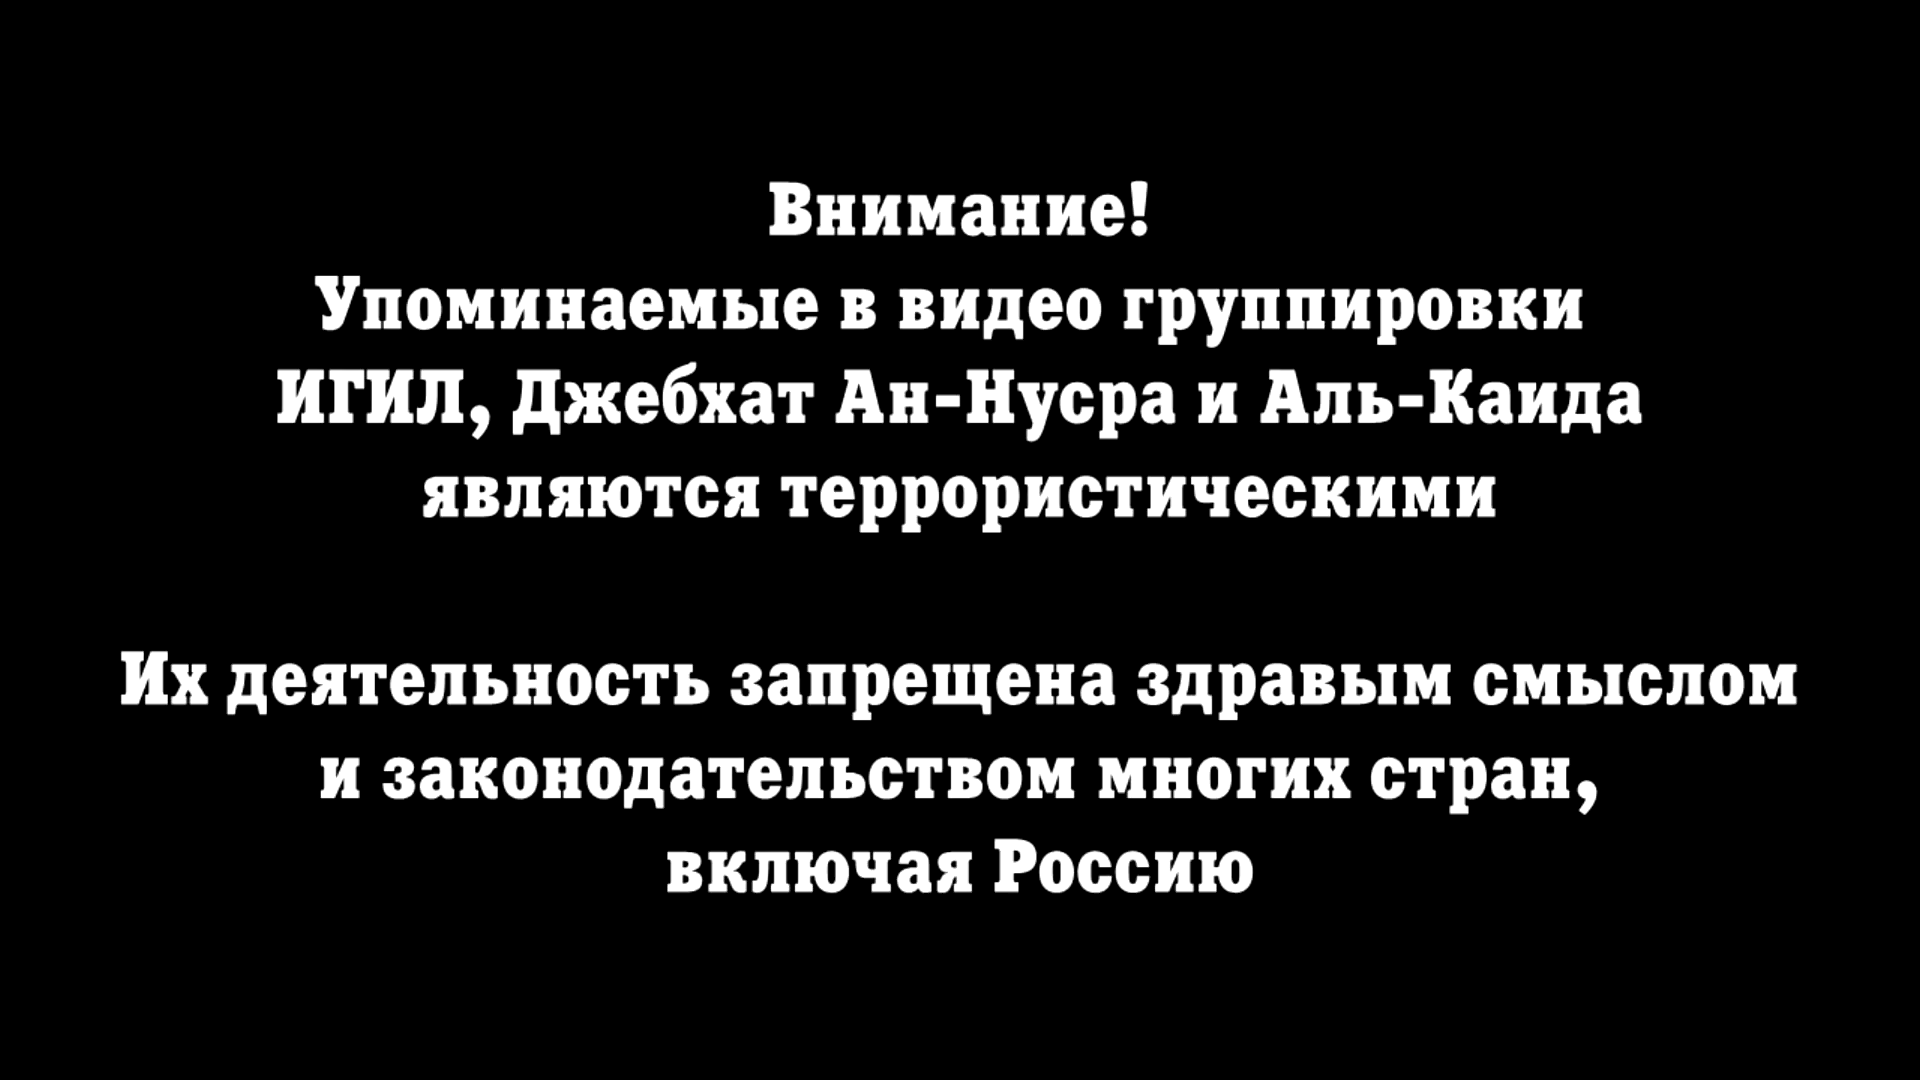 Внимание!
Упоминаемые в видео группировки
ИГИЛ, Джебхат Ан-Нусра и Аль-Каида
являются террористическими
Их деятельность запрещена здравым смыслом
и законодательством многих стран,
включая Россию